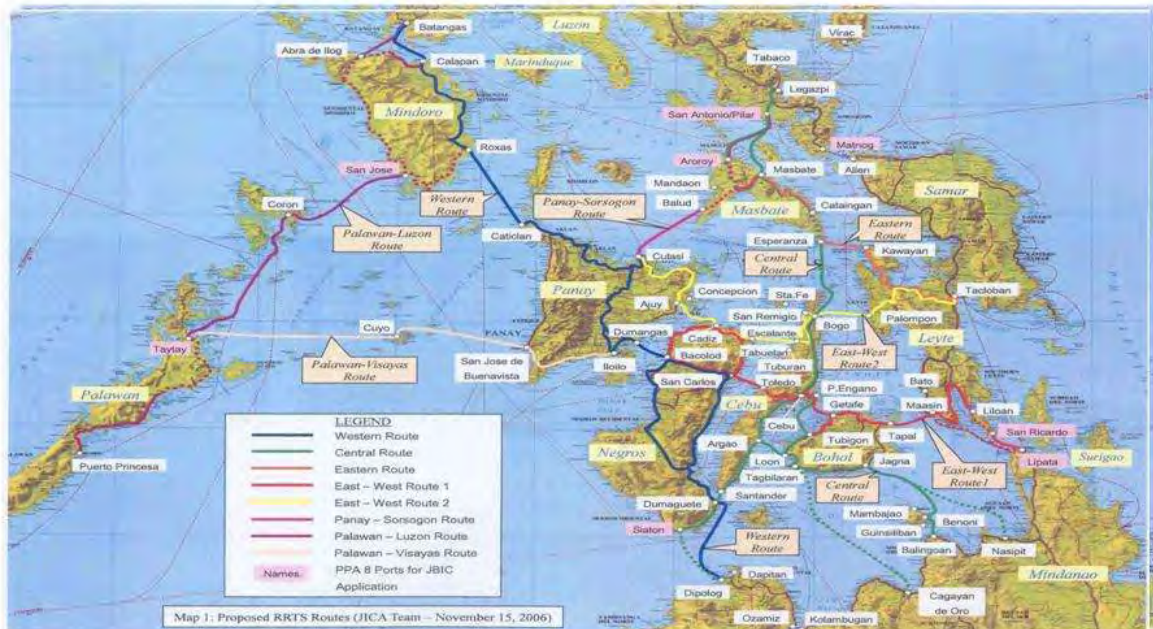 Batangas
Luzon
Virac
Abra de Ilog
Calapan
Marinduque
Tabaco
Legazpi
Mindoro
San Antonio/Pilar
Matnog
Roxas
Aroroy
Allen
San Jose
Masbate
Samar
Mandaon
Western
Route
Panay-Sorsogon
Route
Balud
Masbate
Cataingan
Coron
Eastern
Route
Palawan-Luzon
Route
Caticlan
Esperanza
Kawayan
Central
Route
Culasi
Panay
Concepcion
Sta.Fe
Tacloban
Ajuy
San Remigio
Bogo
Palompon
Cuyo
Dumangas
Escalante
Leyte
Taytay
Cadiz
Tabuelan
East-West
Route2
Palawan-Visayas
Route
San Jose de
Buenavista
Iloilo
Bacolod
Tuburan
Bato
Palawan
San Carlos
Toledo
P.Engano
Cebu
Getafe
Maasin
Liloan
LEGEND
Western Route
Central Route
Eastern Route
East – West Route 1
East – West Route 2
Panay – Sorsogon Route
Palawan – Luzon Route
Palawan – Visayas Route
Names
PPA 8 Ports for JBIC
Application
Cebu
San Ricardo
Negros
Argao
Tubigon
Tapal
Surigao
Puerto Princesa
Loon
Bohol
Jagna
East-West
Route1
Lipata
Tagbilaran
Central
Route
Dumaguete
Santander
Mambajao
Benoni
Siaton
Guinsiliban
Western
Route
Balingoan
Nasipit
Dapitan
Mindanao
Dipolog
Cagayan
de Oro
Ozamiz
Kolambugan
Map 1: Proposed RRTS Routes (JICA Team – November 15, 2006)